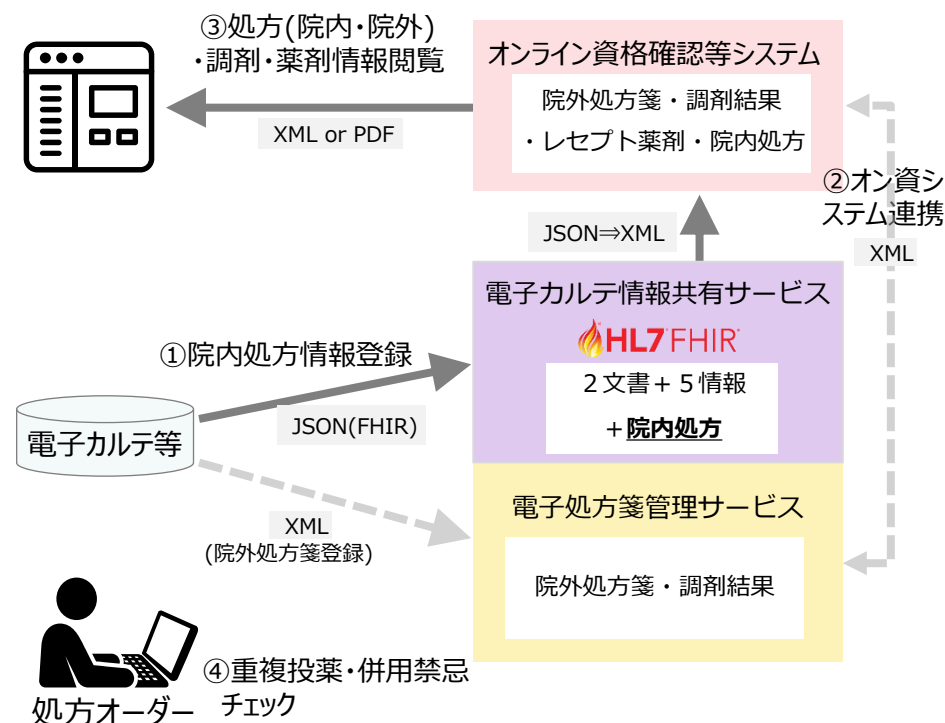 ③処方(院内・院外)
・調剤・薬剤情報閲覧
XML or PDF
オンライン資格確認等システム
院外処方箋・調剤結果
・レセプト薬剤・院内処方
②オン資シ
ステム連携
XML
JSON⇒XML
電子カルテ情報共有サービス
HL7 FHIR
２文書＋５情報
＋院内処方
①院内処方情報登録
JSON(FHIR)
電子カルテ等
XML
(院外処方箋登録)
電子処方箋管理サービス
院外処方箋・調剤結果
④重複投薬・併用禁忌
チェック
処方オーダー